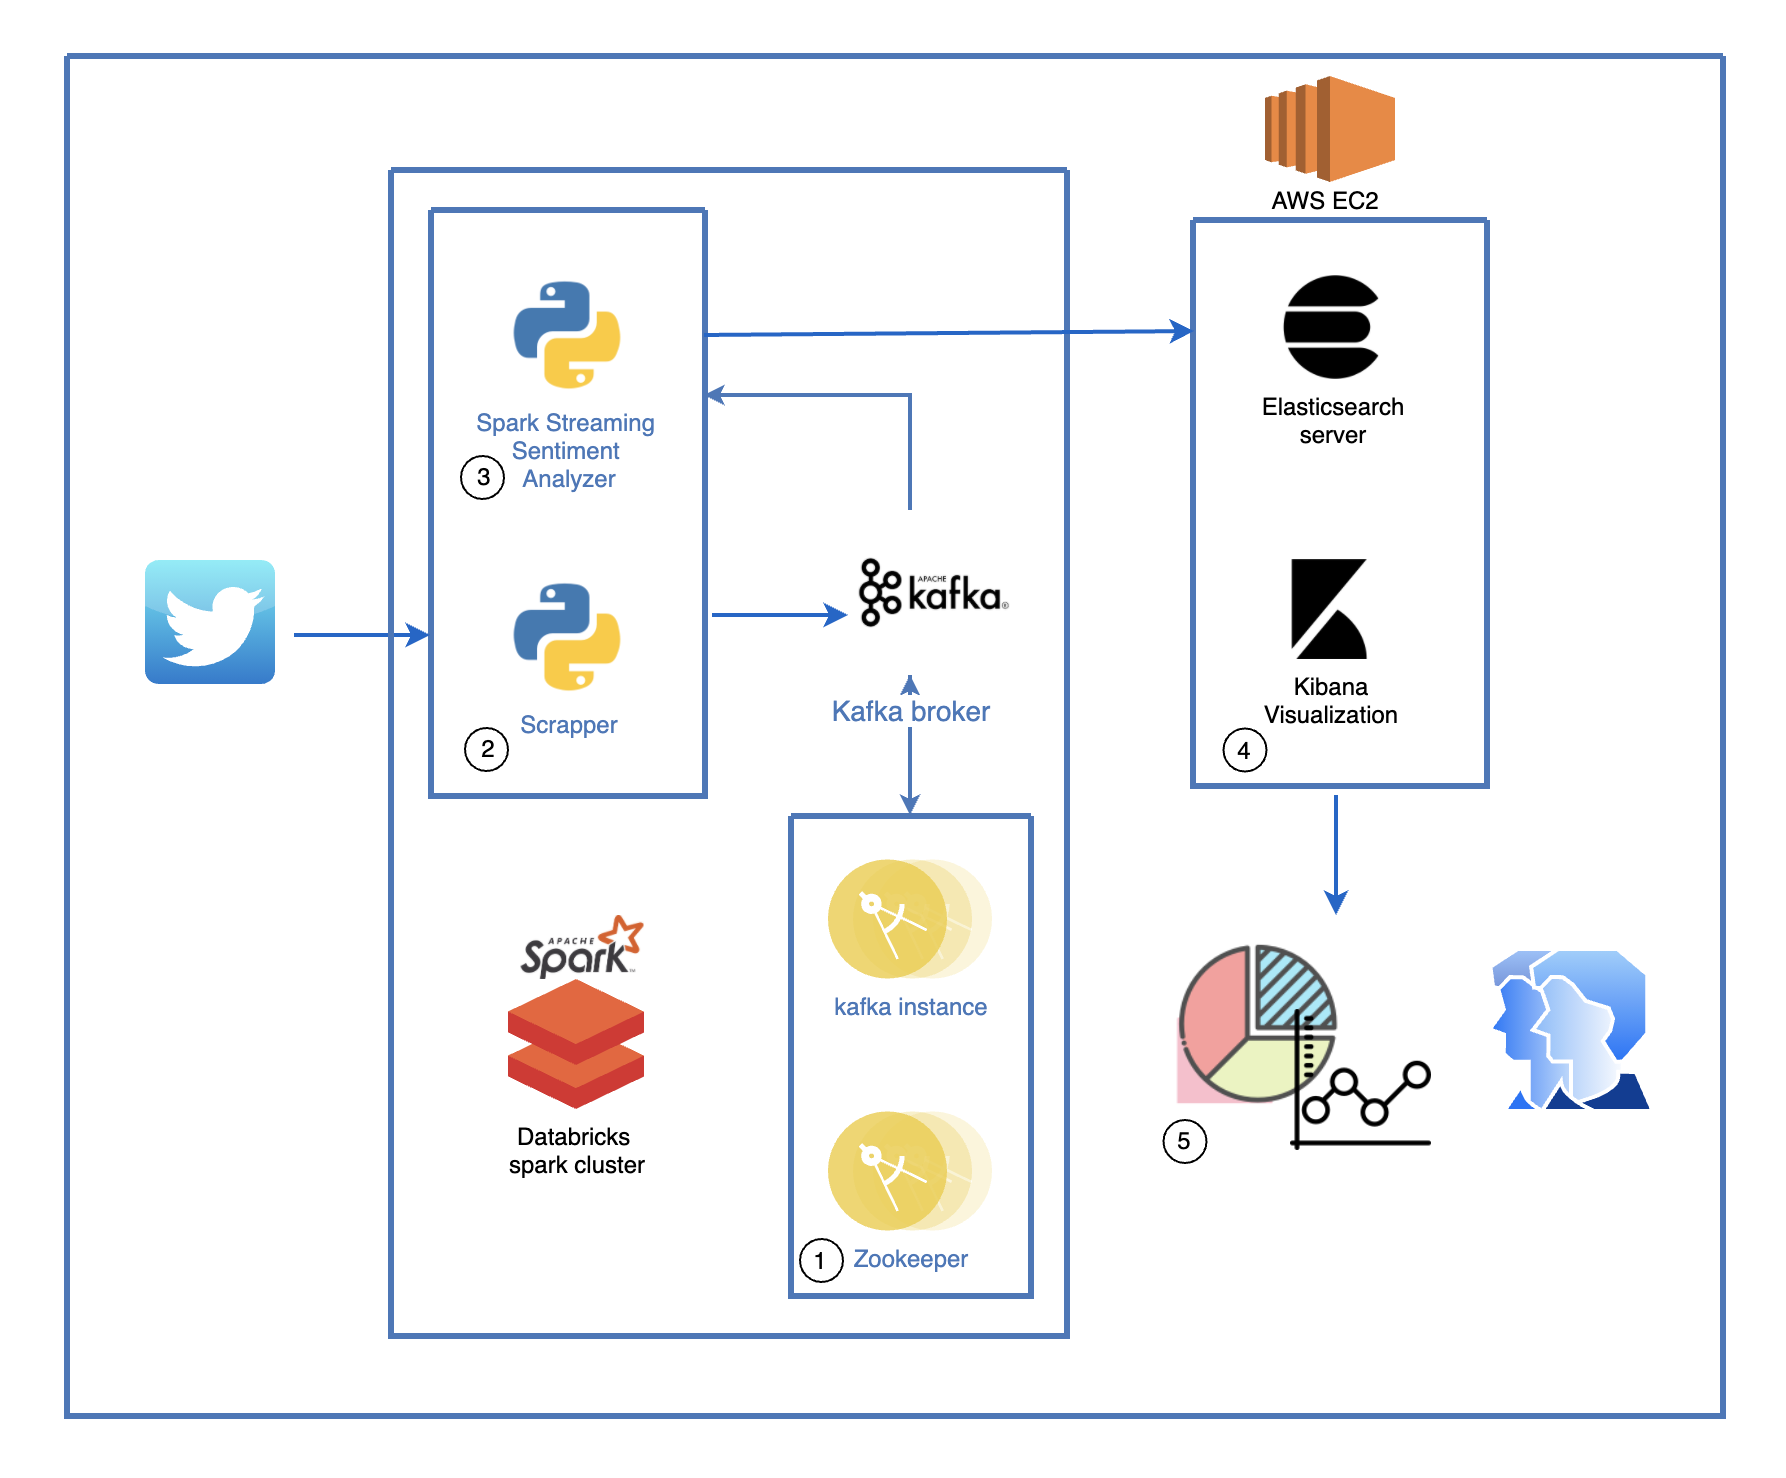 AWS EC2
Spark Streaming
Sentiment
Analyzer
3
Elasticsearch
server
APACHE
kafka®
Scrapper
2
Kafka broker
Kibana
Visualization
4
APACHE
Spark™
Databricks
spark cluster
kafka instance
Zookeeper
1
5